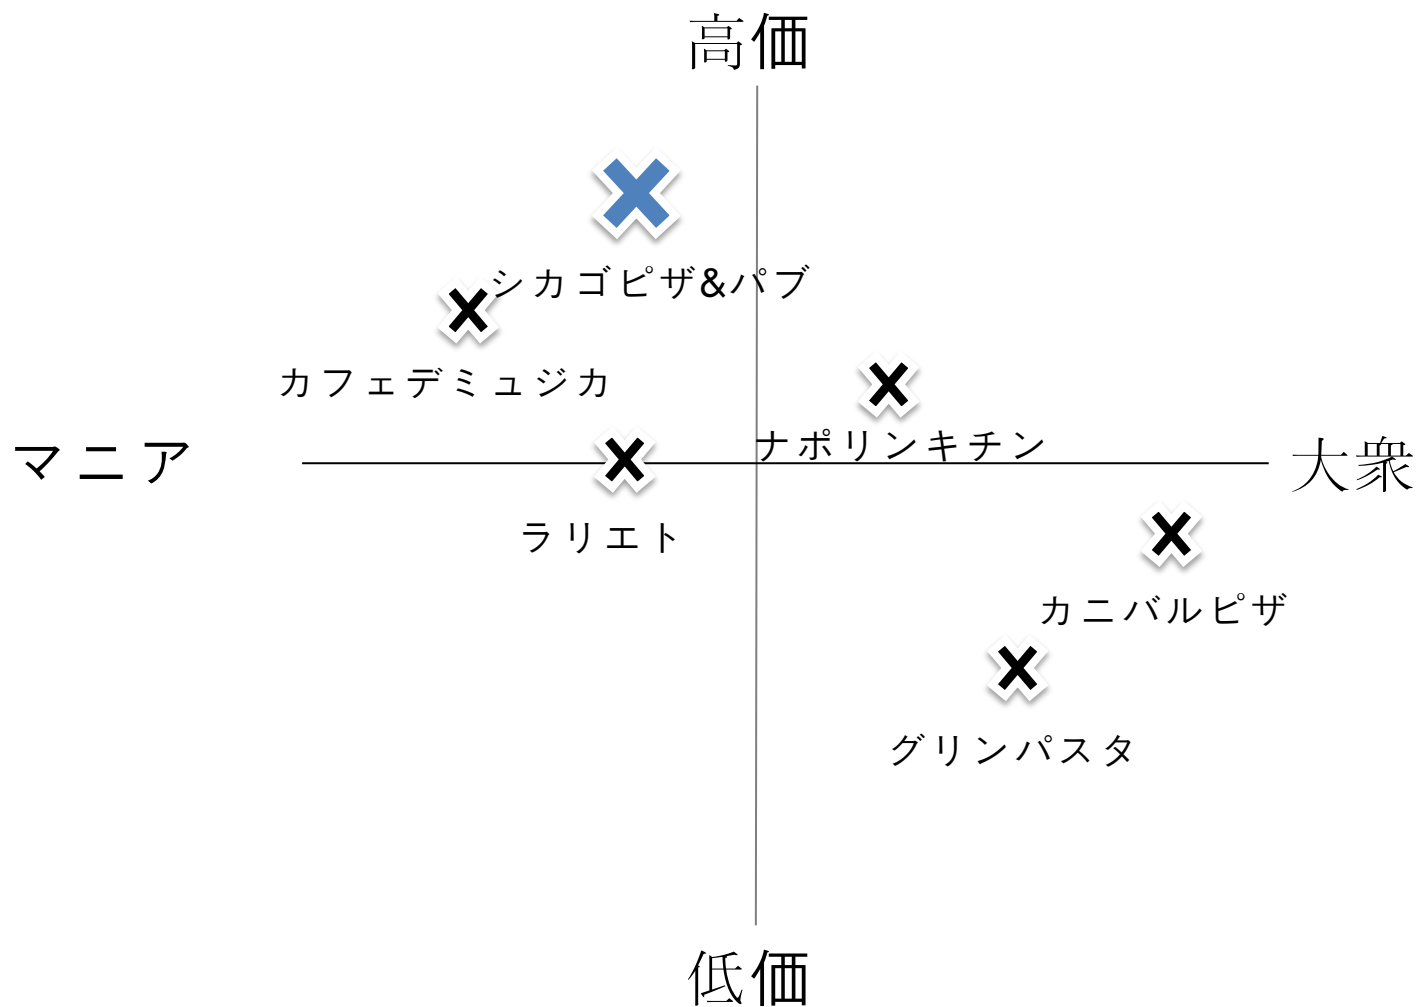 高価
シカゴピザ&パブ
カフェデミュジカ
ナポリンキチン
マニア
大衆
ラリエト
カニバルピザ
グリンパスタ
低価